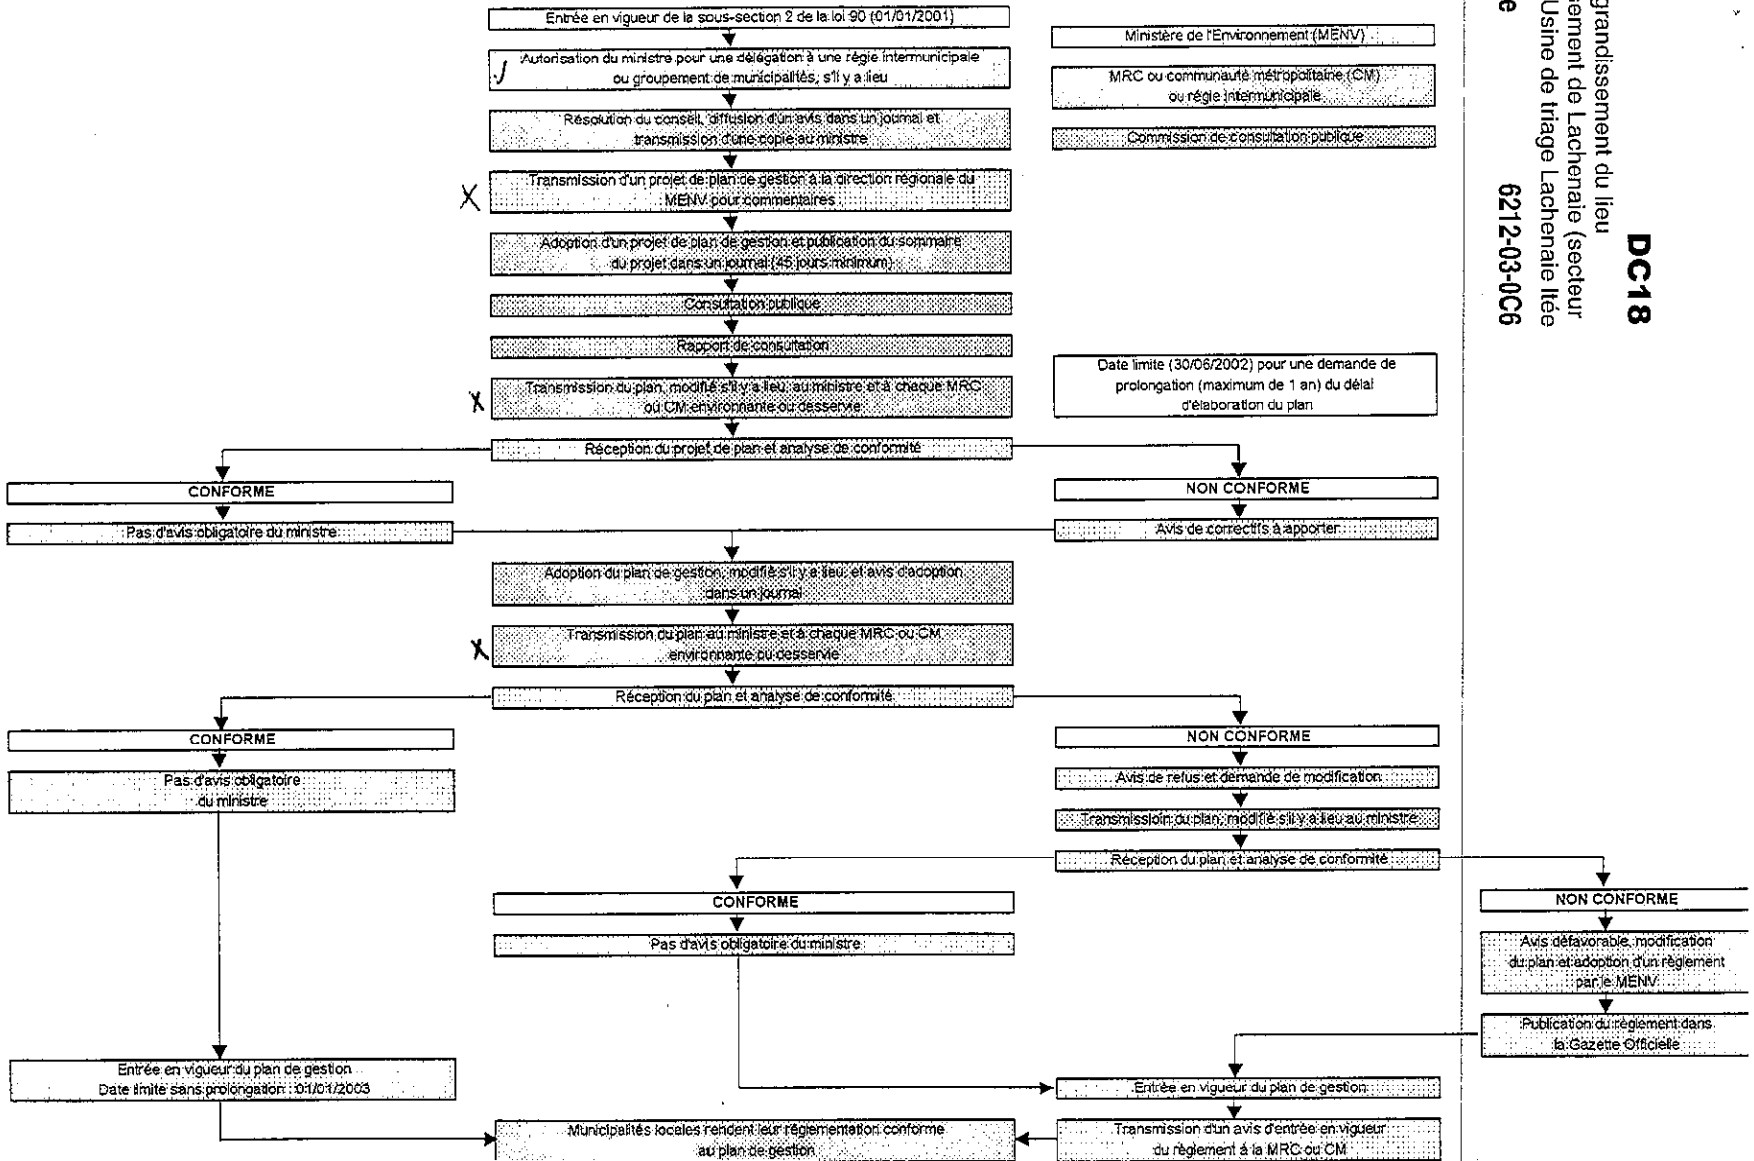 Entrée en vigueur de la sous-section 2 de la loi 90 (01/01/2001)
Autorisation du ministre pour une délégation à une régie intermunicipale
ou groupement de municipalités, s'il y a lieu
Résolution du conseil, diffusion d'un avis dans un journal et
transmission d'une copie au ministre
Transmission d'un projet de plan de gestion à la direction régionale du
MENV pour commentaires
X
Adoption d'un projet de plan de gestion et publication du sommaire
du projet dans un journal (45 jours minimum)
Consultation publique
Rapport de consultation
Transmission du plan, modifié s'il y a lieu, au ministre et à chaque MRC
ou CM environnante ou desservie
X
Réception du projet de plan et analyse de conformité
Ministère de l'Environnement (MENV)
MRC ou communauté métropolitaine (CM)
ou régie intermunicipale
Commission de consultation publique
Date limite (30/06/2002) pour une demande de
prolongation (maximum de 1 an) du délai
d'élaboration du plan
CONFORME
Pas d'avis obligatoire du ministre
NON CONFORME
Avis de correctifs à apporter
Adoption du plan de gestion, modifié s'il y a lieu, et avis d'adoption
dans un journal
Transmission du plan au ministre et à chaque MRC ou CM
environnante ou desservie
X
Réception du plan et analyse de conformité
CONFORME
Pas d'avis obligatoire
du ministre
NON CONFORME
Avis de refus et demande de modification
Transmissioin du plan, modifié s'il y a lieu au ministre
Réception du plan et analyse de conformité
CONFORME
Pas d'avis obligatoire du ministre
NON CONFORME
Avis défavorable, modification
du plan et adoption d'un règlement
par le MENV
Publication du règlement dans
la Gazette Officielle
Entrée en vigueur du plan de gestion
Date limite sans prolongation : 01/01/2003
Entrée en vigueur du plan de gestion
Municipalités locales rendent leur réglementation conforme
au plan de gestion
Transmission d'un avis d'entrée en vigueur
du règlement à la MRC ou CM
DC18
grandissement du lieu
ement de Lachenaie (secteur
Usine de triage Lachenaie ltée
e
6212-03-0C6